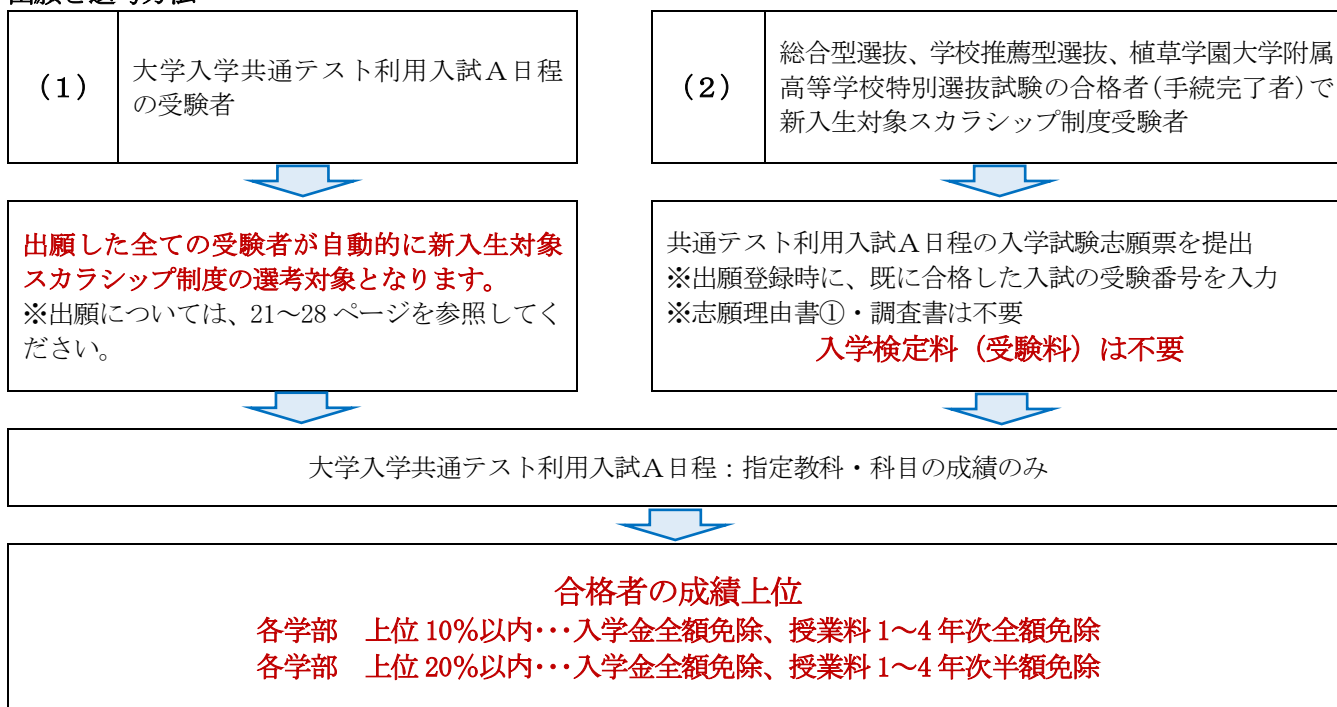 出願と選考方法
(1)
大学入学共通テスト利用入試A日程
の受験者
(2)
総合型選抜、学校推薦型選抜、植草学園大学附属
高等学校特別選抜試験の合格者(手続完了者)で
新入生対象スカラシップ制度受験者
出願した全ての受験者が自動的に新入生対象
スカラシップ制度の選考対象となります。
※出願については、21～28 ページを参照してく
ださい。
共通テスト利用入試A日程の入学試験志願票を提出
※出願登録時に、既に合格した入試の受験番号を入力
※志願理由書①・調査書は不要
入学検定料（受験料）は不要
大学入学共通テスト利用入試A日程：指定教科・科目の成績のみ
合格者の成績上位
各学部　上位 10%以内･･･入学金全額免除、授業料 1～4 年次全額免除
各学部　上位 20%以内･･･入学金全額免除、授業料 1～4 年次半額免除